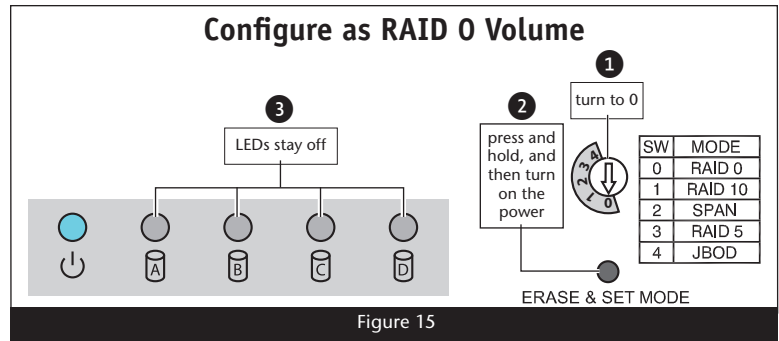 Configure as RAID 0 Volume
1
turn to 0
2
press and
hold, and
then turn
on the
power
3
LEDs stay off
A
B
C
D
4
3
2
1
0
SW MODE
0 RAID 0
1 RAID 10
2 SPAN
3 RAID 5
4 JBOD
ERASE & SET MODE
Figure 15